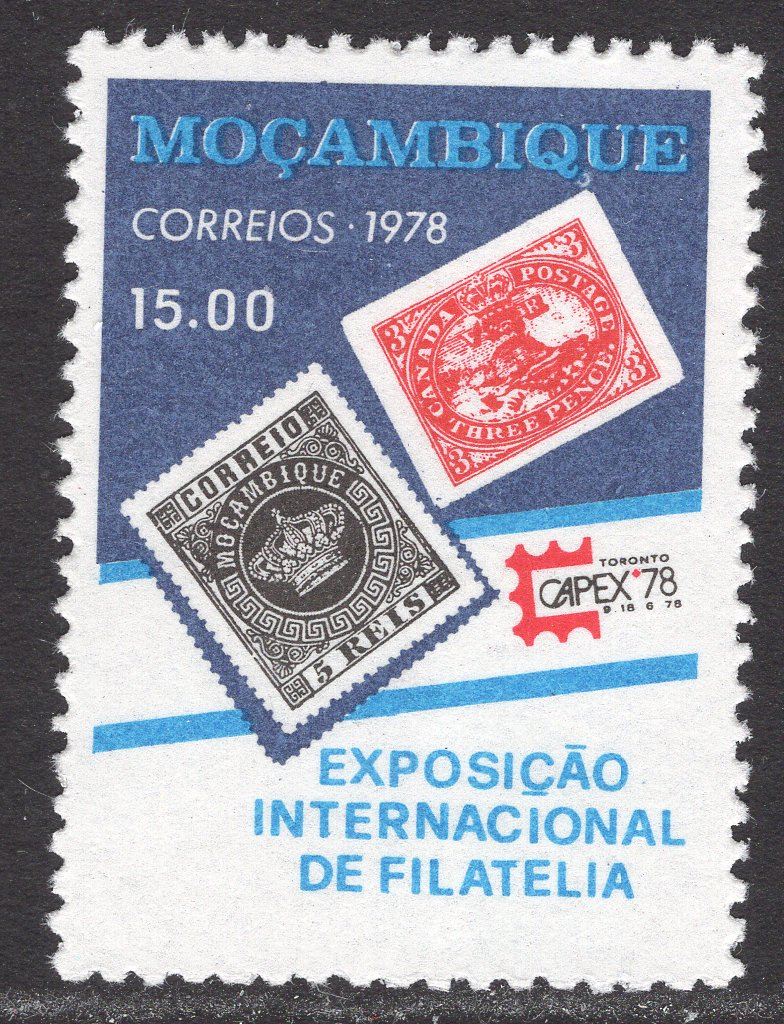 MOÇAMBIQUE
CORREIOS · 1978
15.00
3 CANADA POSTAGE 3
V R
3 THREE PENCE. 3
CORREIO
MOÇAMBIQUE
5 REIS
TORONTO
CAPEX '78
9.18 6 78
EXPOSIÇÃO
INTERNACIONAL
DE FILATELIA